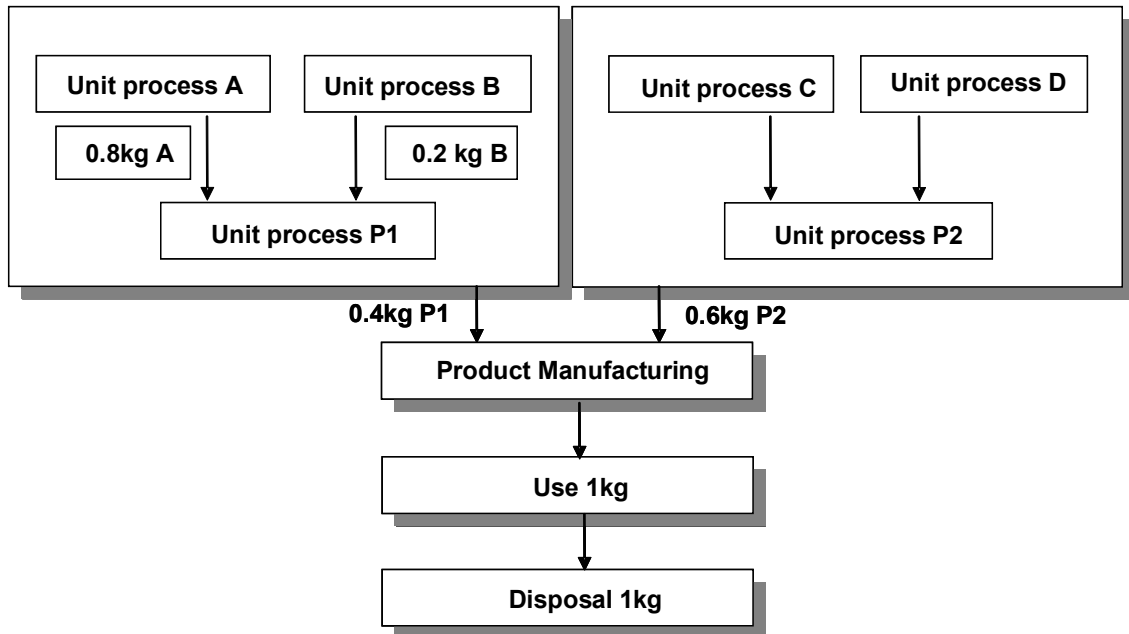 Unit process A
Unit process B
Unit process C
Unit process D
0.8kg A
0.2 kg B
Unit process P1
Unit process P2
0.4kg P1
0.6kg P2
Product Manufacturing
Use 1kg
Disposal 1kg